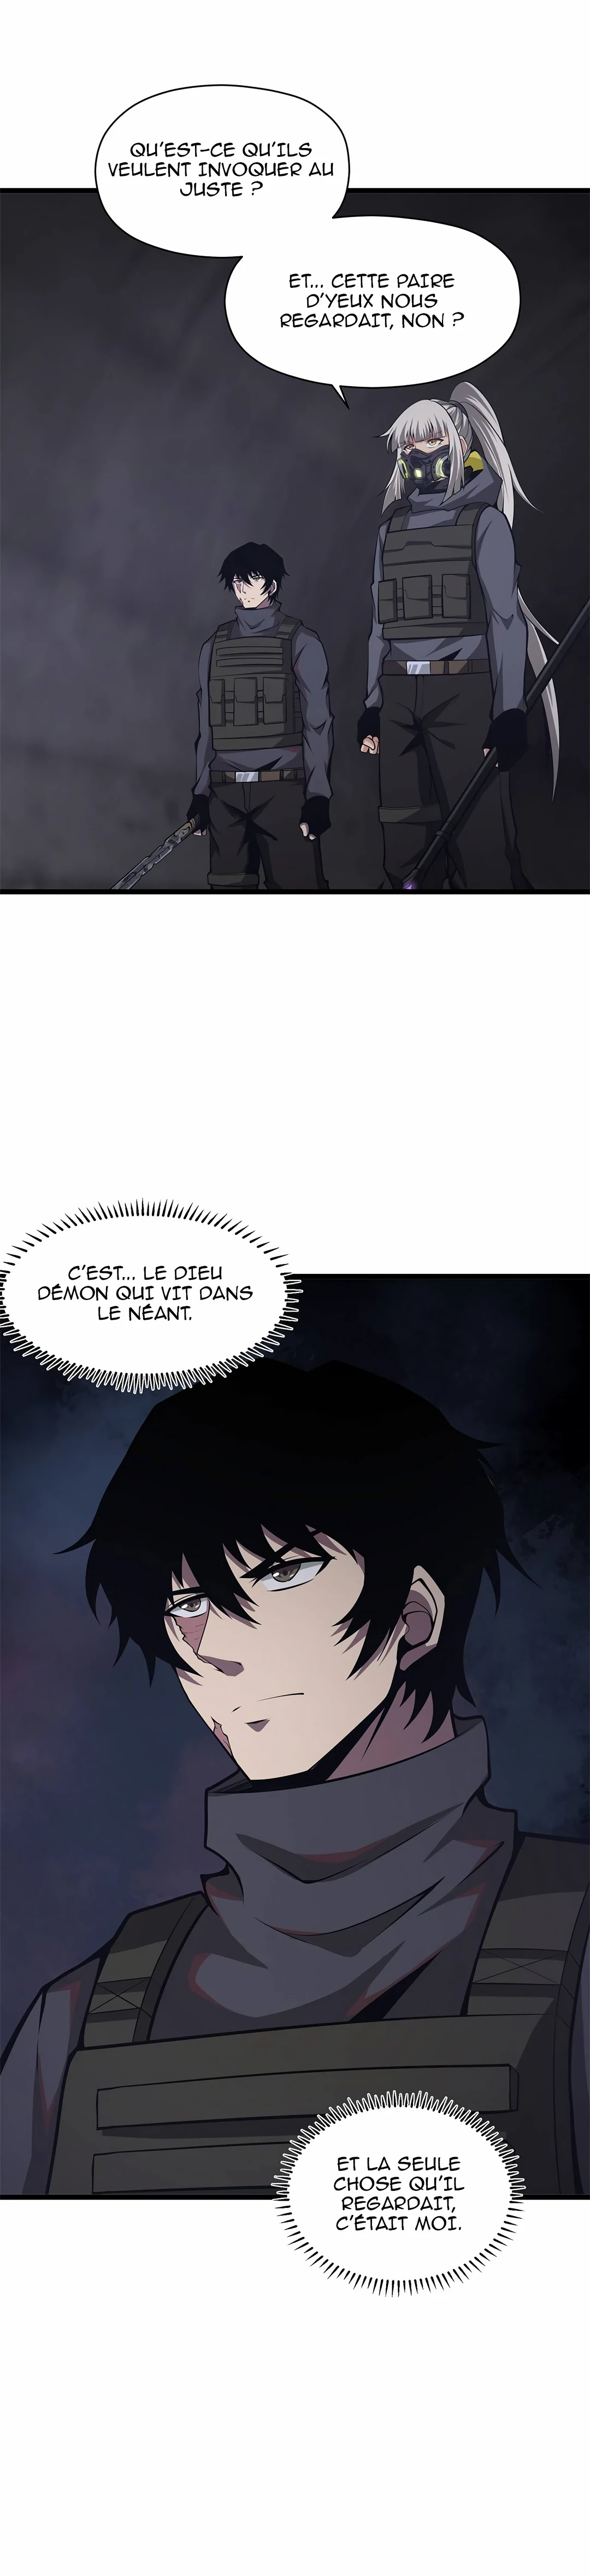 QU'EST-CE QU'ILS
VEULENT INVOQUER AU
JUSTE ?
ET... CETTE PAIRE
D'YEUX NOUS
REGARDAIT, NON ?
C'EST... LE DIEU
DÉMON QUI VIT DANS
LE NÉANT.
ET LA SEULE
CHOSE QU'IL
REGARDAIT,
C'ÉTAIT MOI.